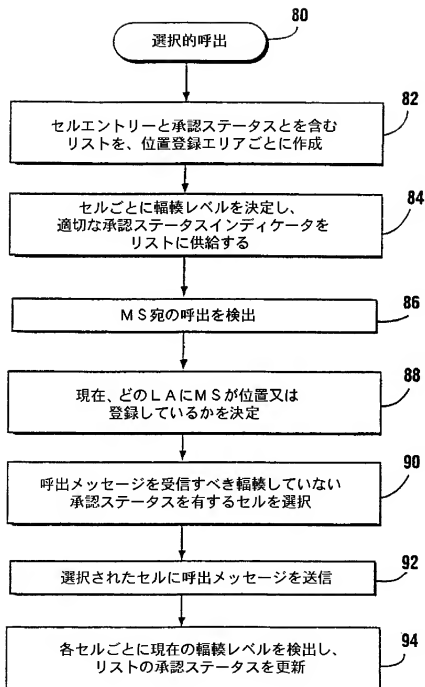 選択的呼出
80
セルエントリーと承認ステータスとを含む
リストを、位置登録エリアごとに作成
82
セルごとに輻輳レベルを決定し、
適切な承認ステータスインディケータを
リストに供給する
84
MS宛の呼出を検出
86
現在、どのLAにMSが位置又は
登録しているかを決定
88
呼出メッセージを受信すべき輻輳していない
承認ステータスを有するセルを選択
90
選択されたセルに呼出メッセージを送信
92
各セルごとに現在の輻輳レベルを検出し、
リストの承認ステータスを更新
94